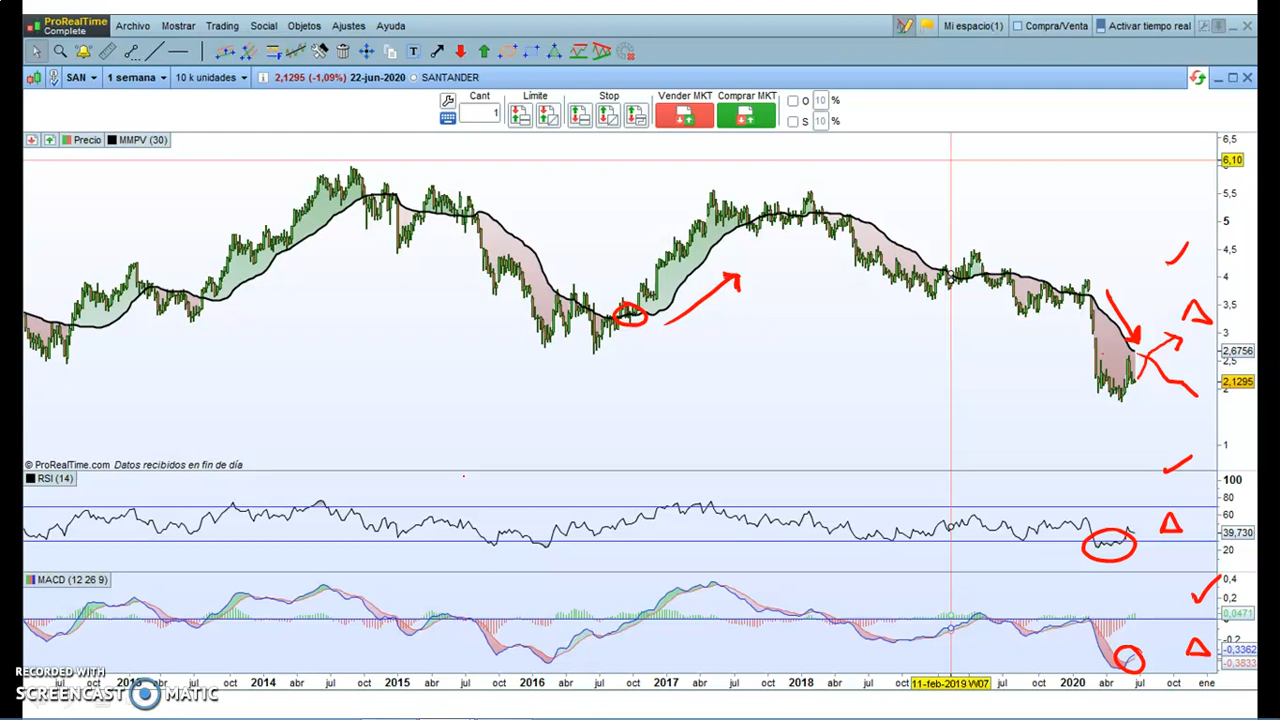 ProRealTime
Complete
Archivo Mostrar Trading Social Objetos Ajustes Ayuda
Mi espacio(1) Compra/Venta Activar tiempo real
SAN 1 semana 10 k unidades i 2,1295 (-1,09%) 22-jun-2020 SANTANDER
Cant Límite Stop Vender MKT Comprar MKT
1
O 10 %
S 10 %
Precio MMPV (30)
6,5
6,10
5,5
5
4,5
4
3,5
3
2,6756
2,5
2,1295
2
1
© ProRealTime.com Datos recibidos en fin de día
RSI (14)
100
80
60
39,730
20
MACD (12 26 9)
0,4
0,2
0,0471
-0,2
-0,3362
-0,3833
2013 abr jul oct 2014 abr jul oct 2015 abr jul oct 2016 abr jul oct 2017 abr jul oct 2018 abr jul oct 11-feb-2019 W07 jul oct 2020 abr jul oct ene
RECORDED WITH
SCREENCAST MATIC